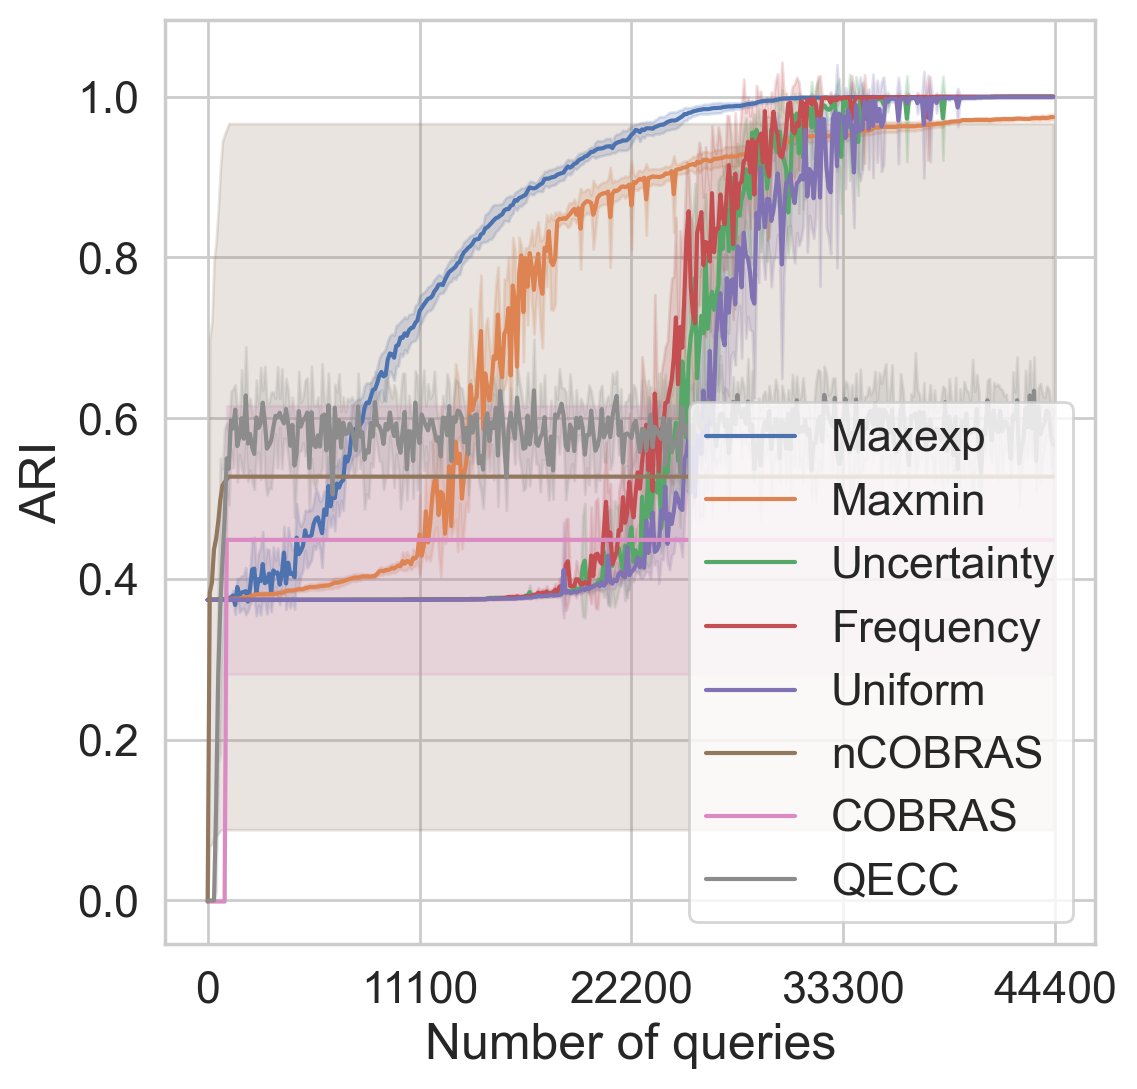 1.0
0.8
0.6
0.4
0.2
0.0
ARI
Maxexp
Maxmin
Uncertainty
Frequency
Uniform
nCOBRAS
COBRAS
QECC
0 11100 22200 33300 44400
Number of queries